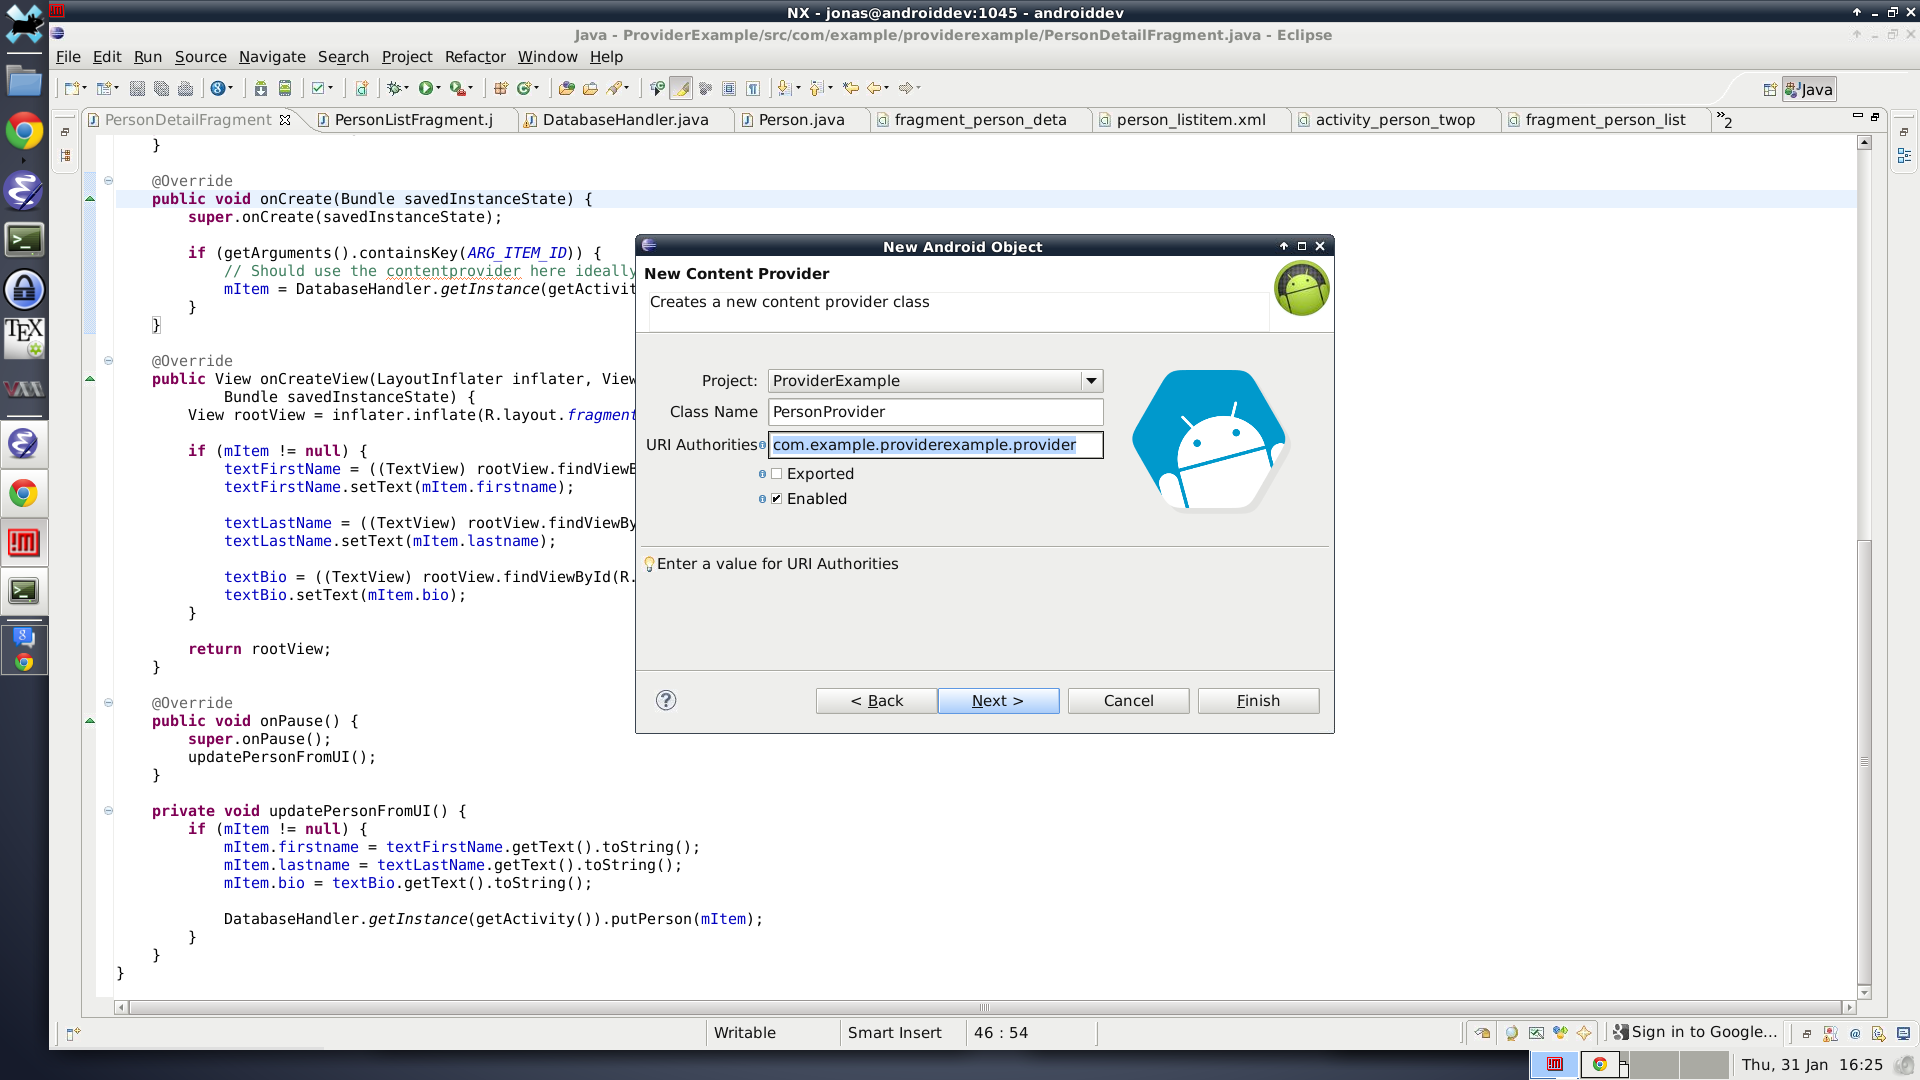 NX - jonas@androiddev:1045 - androiddev
Java - ProviderExample/src/com/example/providerexample/PersonDetailFragment.java - Eclipse
File Edit Run Source Navigate Search Project Refactor Window Help
Java
PersonDetailFragment PersonListFragment.j DatabaseHandler.java Person.java fragment_person_deta person_listitem.xml activity_person_twop fragment_person_list »2
}
@Override
public void onCreate(Bundle savedInstanceState) {
super.onCreate(savedInstanceState);
if (getArguments().containsKey(ARG_ITEM_ID)) {
// Should use the contentprovider here ideally
mItem = DatabaseHandler.getInstance(getActivit
}
}
@Override
public View onCreateView(LayoutInflater inflater, View
Bundle savedInstanceState) {
View rootView = inflater.inflate(R.layout.fragment
if (mItem != null) {
textFirstName = ((TextView) rootView.findViewB
textFirstName.setText(mItem.firstname);
textLastName = ((TextView) rootView.findViewBy
textLastName.setText(mItem.lastname);
textBio = ((TextView) rootView.findViewById(R.
textBio.setText(mItem.bio);
}
return rootView;
}
@Override
public void onPause() {
super.onPause();
updatePersonFromUI();
}
private void updatePersonFromUI() {
if (mItem != null) {
mItem.firstname = textFirstName.getText().toString();
mItem.lastname = textLastName.getText().toString();
mItem.bio = textBio.getText().toString();
DatabaseHandler.getInstance(getActivity()).putPerson(mItem);
}
}
}
New Android Object
New Content Provider
Creates a new content provider class
Project: ProviderExample
Class Name PersonProvider
URI Authorities com.example.providerexample.provider
Exported
Enabled
Enter a value for URI Authorities
< Back Next > Cancel Finish
TEX
Writable Smart Insert 46 : 54 Sign in to Google...
Thu, 31 Jan 16:25